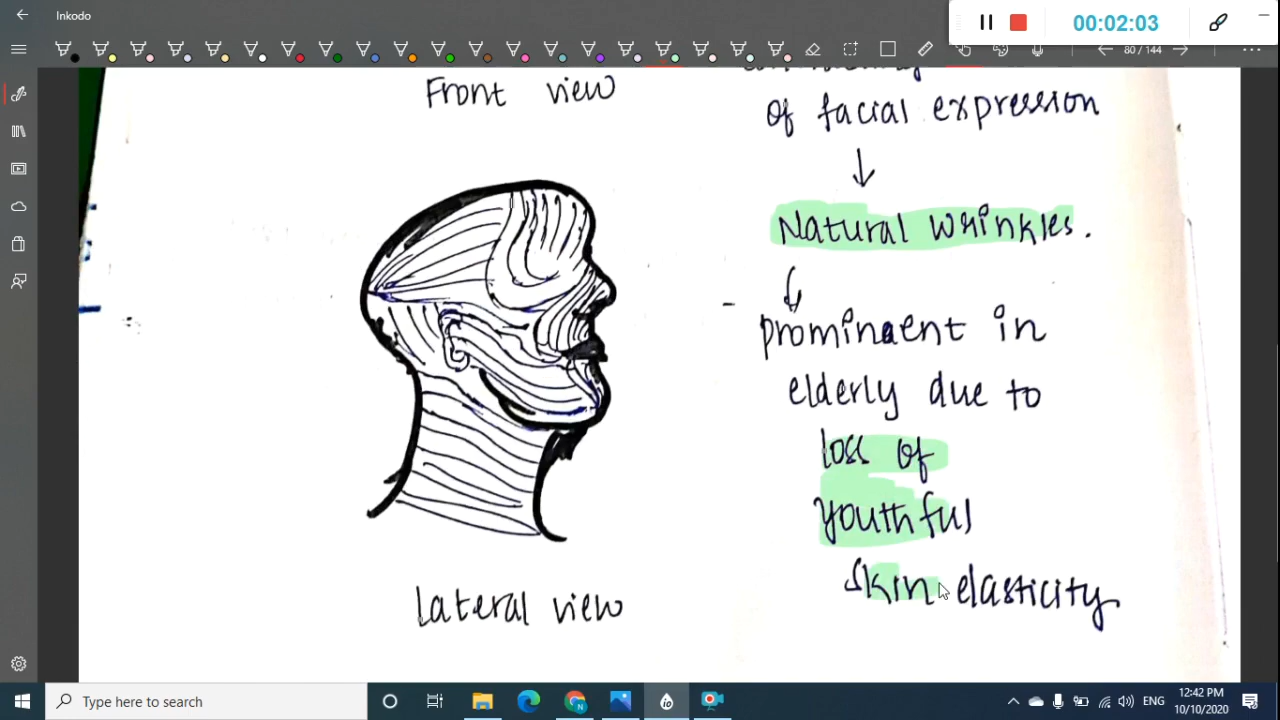 Inkodo
00:02:03
80 / 144
Front view
of facial expression
Natural wrinkles.
prominent in
elderly due to
loss of
youthful
skin elasticity
Lateral view
Type here to search
ENG
12:42 PM
10/10/2020